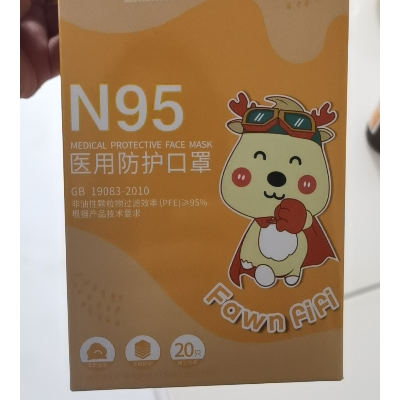 N95
MEDICAL PROTECTIVE FACE MASK
医用防护口罩
GB 19083-2010
非油性颗粒物过滤效率(PFE)≥95%
根据产品技术要求
Fawn FiFi
20只